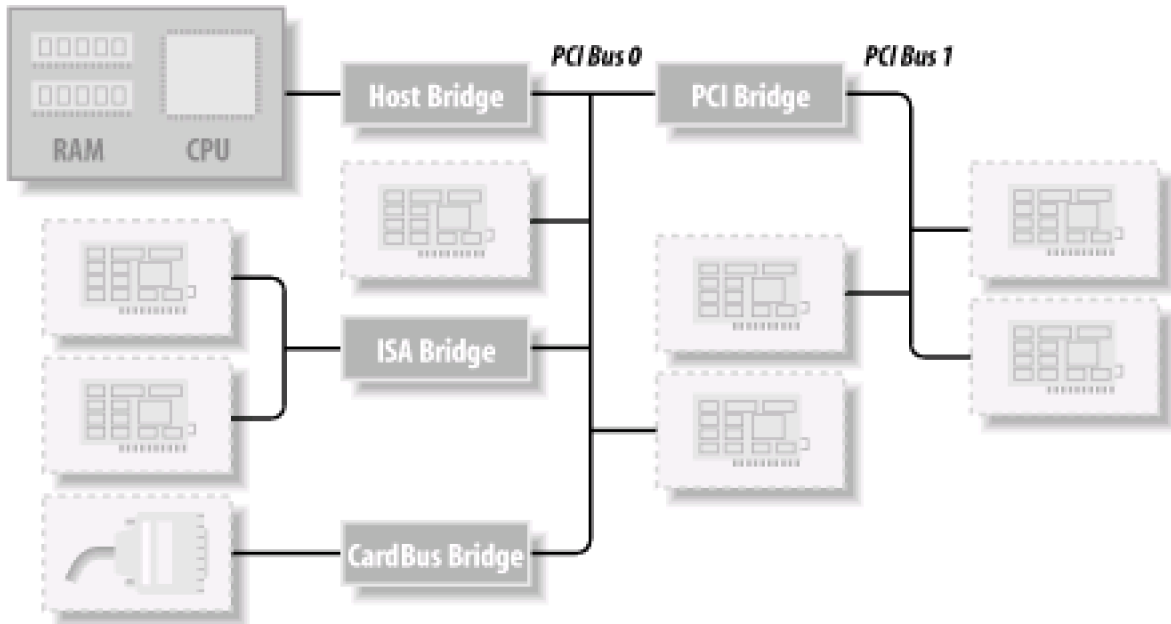 PCI Bus 0
PCI Bus 1
Host Bridge
PCI Bridge
RAM
CPU
ISA Bridge
CardBus Bridge